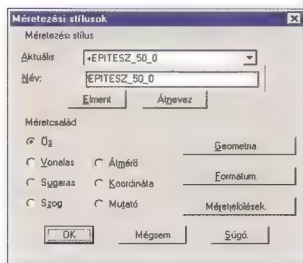 Méretezési stílusok
Méretezési stílus
Aktuális: +EPITESZ_50_0
Név: EPITESZ_50_0
Elment Átnevez
Méretcsalád
Ős Geometria
Vonalas Átmérő
Sugaras Koordináta Formátum.
Szög Mutató Méretjelölések.
OK Mégsem Súgó.